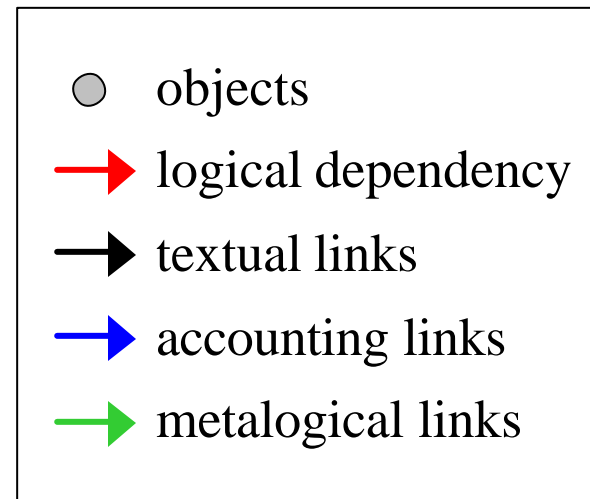 objects
logical dependency
textual links
accounting links
metalogical links